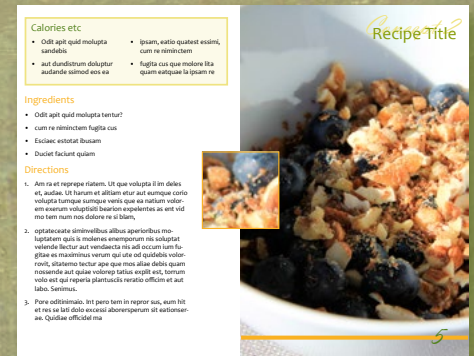 Concept 2
Recipe Title
Calories etc
• Odit apit quid molupta
sandebis
• aut dundistrum doluptur
audande ssimod eos ea
• ipsam, eatio quatest essimi,
cum re niminctem
• fugita cus que molore lita
quam eatquae la ipsam re
Ingredients
• Odit apit quid molupta tentur?
• cum re niminctem fugita cus
• Esciaec estotat ibusam
• Duciet faciunt quiam
Directions
1. Am ra et reprepe riatem. Ut que volupta il im deles
et, audae. Ut harum et alitiam etur aut eumque corio
volupta tumque sumque venis que ea natium volor-
em exerum voluptisiti bearion expelentes as ent vid
mo tem num nos dolore re si blam,
2. optataceate siminvelibus alibus aperioribus mo-
luptatem quis is molenes enemporum nis soluptat
velende llectur aut vendaecta nis adi occum ium fu-
gitae es maximinus verum qui ute od quidebis volor-
rovit, sitatemo tectur ape que mos aliae debis quam
nossende aut quiae volorep tatius explit est, torrum
volo est qui reperia plantusciis reratio officim et aut
labo. Senimus.
3. Pore oditinimaio. Int pero tem in repror sus, eum hit
et res se lati dolo excessi aborersperum sit eationser-
ae. Quidiae officidel ma
5